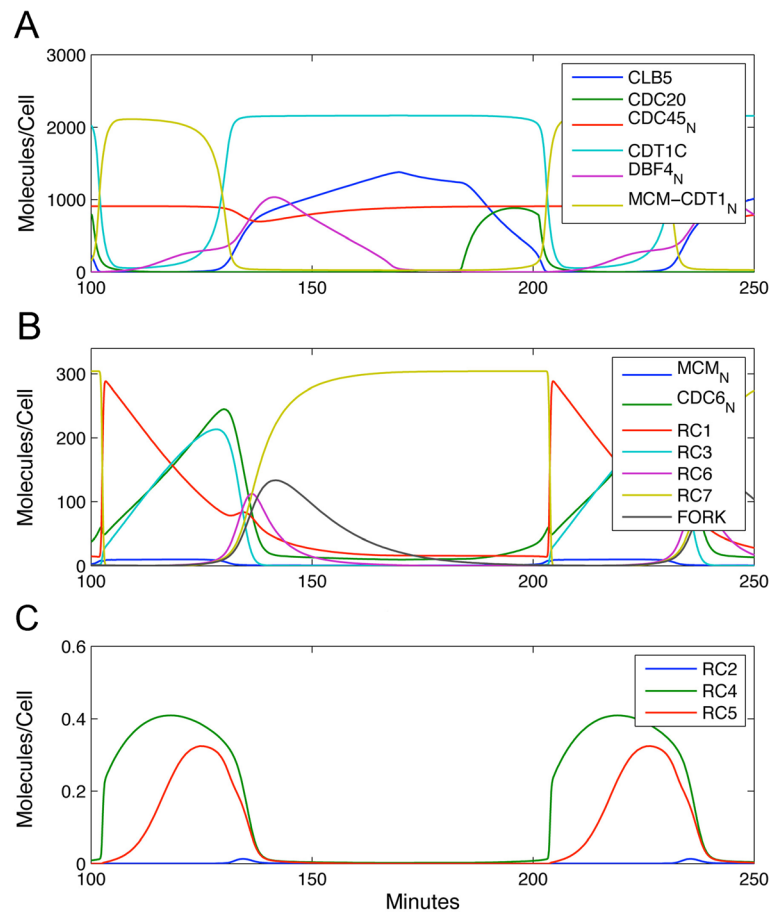 A
Molecules/Cell
3000
2000
1000
0
100
150
200
250
CLB5
CDC20
CDC45N
CDT1C
DBF4N
MCM–CDT1N
B
Molecules/Cell
300
200
100
0
100
150
200
250
MCMN
CDC6N
RC1
RC3
RC6
RC7
FORK
C
Molecules/Cell
0.6
0.4
0.2
0
100
150
200
250
RC2
RC4
RC5
Minutes